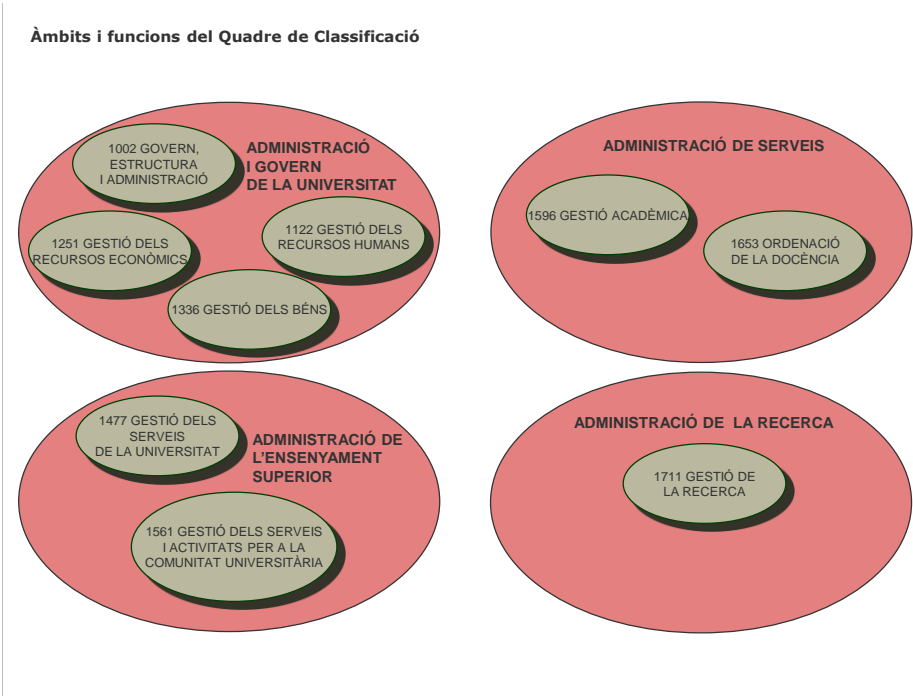 Àmbits i funcions del Quadre de Classificació
1002 GOVERN,
ESTRUCTURA
I ADMINISTRACIÓ
ADMINISTRACIÓ
I GOVERN
DE LA UNIVERSITAT
1251 GESTIÓ DELS
RECURSOS ECONÒMICS
1122 GESTIÓ DELS
RECURSOS HUMANS
1336 GESTIÓ DELS BÉNS
ADMINISTRACIÓ DE SERVEIS
1596 GESTIÓ ACADÈMICA
1653 ORDENACIÓ
DE LA DOCÈNCIA
1477 GESTIÓ DELS
SERVEIS
DE LA UNIVERSITAT
ADMINISTRACIÓ DE
L'ENSENYAMENT
SUPERIOR
1561 GESTIÓ DELS SERVEIS
I ACTIVITATS PER A LA
COMUNITAT UNIVERSITÀRIA
ADMINISTRACIÓ DE  LA RECERCA
1711 GESTIÓ DE
LA RECERCA